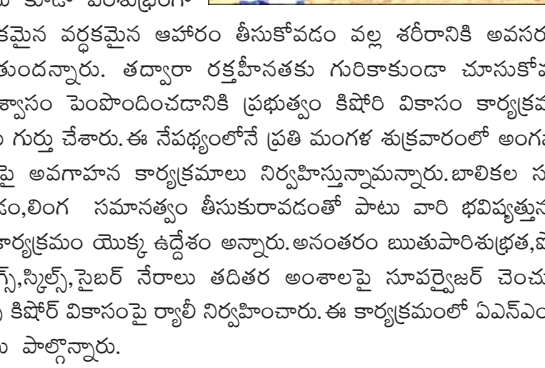 కూడా పరిశుభ్రంగా
కమైన వర్ధకమైన ఆహారం తీసుకోవడం వల్ల శరీరానికి అవసర
తుందన్నారు. తద్వారా రక్తహీనతకు గురికాకుండా చూసుకోవ
శ్వాసం పెంపొందించడానికి ప్రభుత్వం కిషోరి వికాసం కార్యక్రమ
గుర్తు చేశారు.ఈ నేపథ్యంలోనే ప్రతి మంగళ శుక్రవారంలో అంగన
పై అవగాహన కార్యక్రమాలు నిర్వహిస్తున్నామన్నారు.బాలికల స
డం,లింగ సమానత్వం తీసుకురావడంతో పాటు వారి భవిష్యత్తున
కార్యక్రమం యొక్క ఉద్దేశం అన్నారు.అనంతరం ఋతుపారిశుభ్రత,పో
గ్స్,స్కిల్స్,సైబర్ నేరాలు తదితర అంశాలపై సూపర్వైజర్ చెంచు
కిషోర్ వికాసంపై ర్యాలీ నిర్వహించారు.ఈ కార్యక్రమంలో ఏఎన్ఎం
పాల్గొన్నారు.